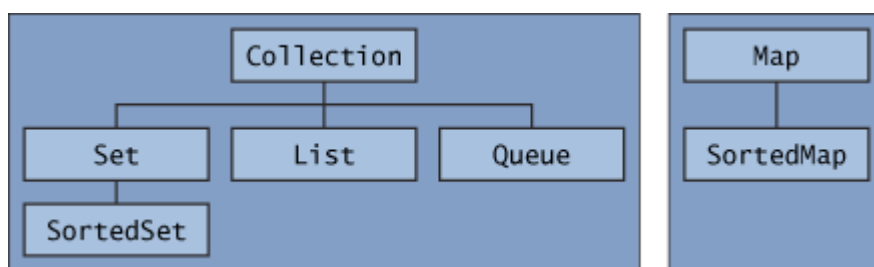 Collection
Map
Set
List
Queue
SortedMap
SortedSet